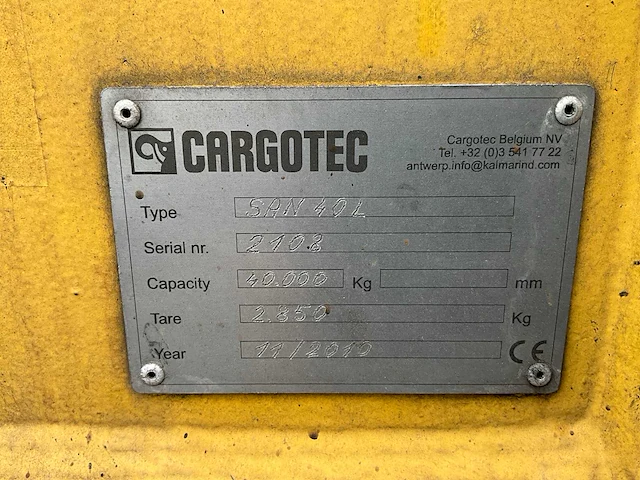 CARGOTEC
Cargotec Belgium NV
Tel. +32 (0)3 541 77 22
antwerp.info@kalmarind.com
Type SAN 40L
Serial nr. 2108
Capacity 40.000 Kg mm
Tare 2.850 Kg
Year 11/2010 CE